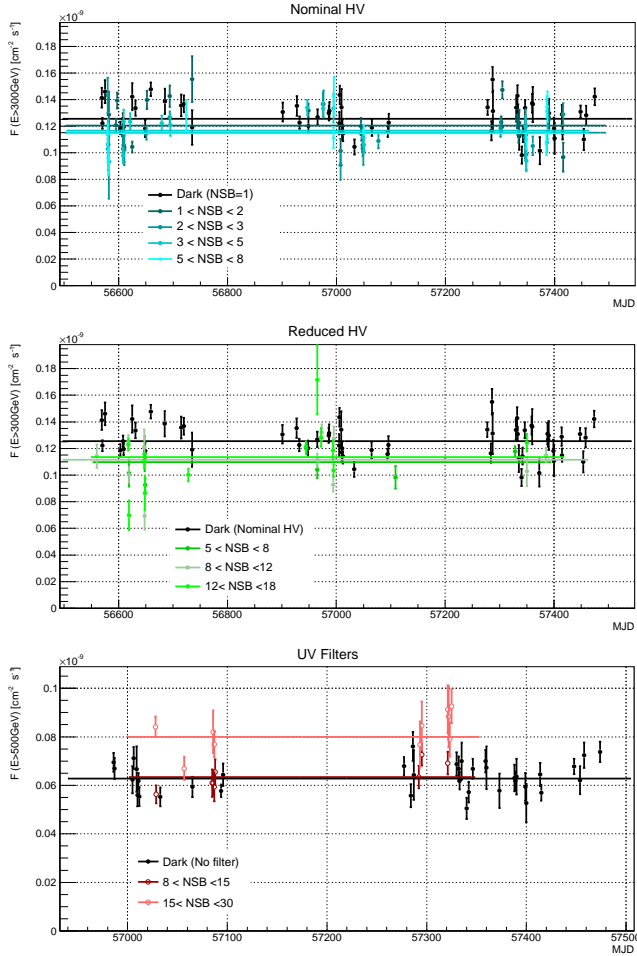 Nominal HV
×10⁻⁹
F (E>300GeV) [cm⁻² s⁻¹]
0.18
0.16
0.14
0.12
0.1
0.08
0.06
0.04
0.02
0
Dark (NSB=1)
1 < NSB < 2
2 < NSB < 3
3 < NSB < 5
5 < NSB < 8
56600 56800 57000 57200 57400
MJD
Reduced HV
×10⁻⁹
F (E>300GeV) [cm⁻² s⁻¹]
0.18
0.16
0.14
0.12
0.1
0.08
0.06
0.04
0.02
0
Dark (Nominal HV)
5 < NSB < 8
8 < NSB <12
12< NSB < 18
56600 56800 57000 57200 57400
MJD
UV Filters
×10⁻⁹
F (E>500GeV) [cm⁻² s⁻¹]
0.1
0.08
0.06
0.04
0.02
0
Dark (No filter)
8 < NSB <15
15< NSB <30
57000 57100 57200 57300 57400 57500
MJD